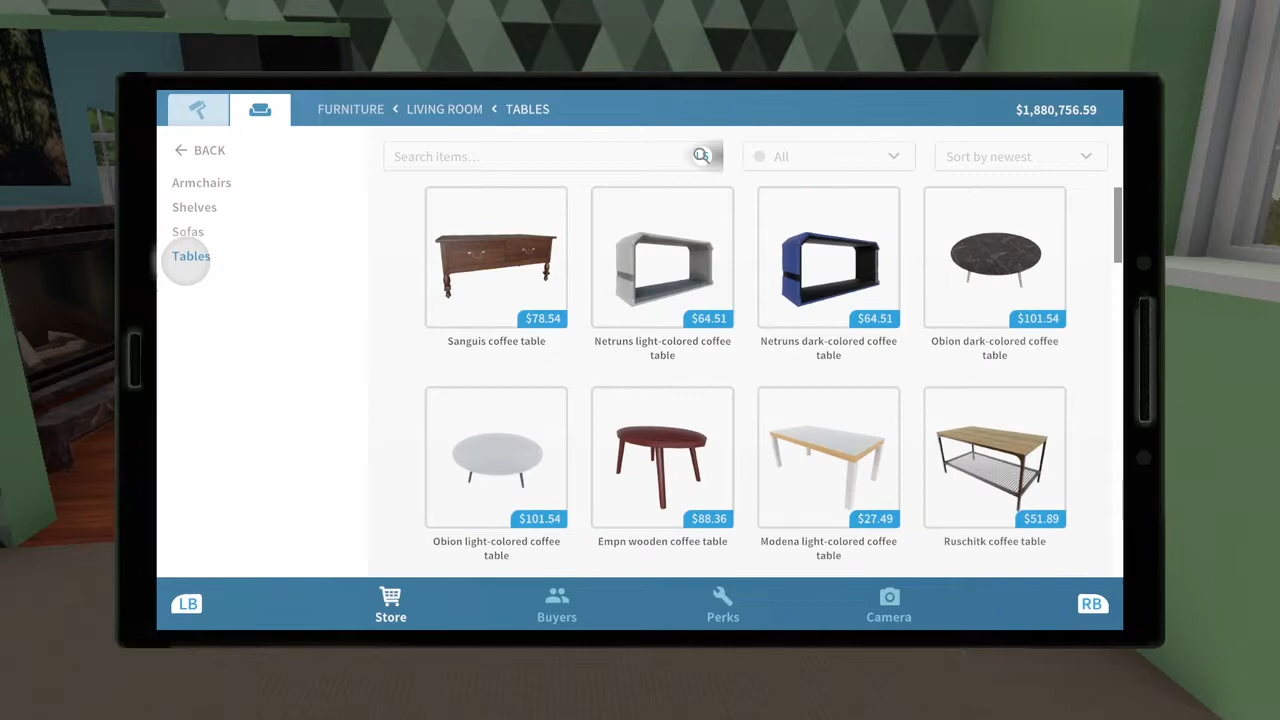 FURNITURE < LIVING ROOM < TABLES
$1,880,756.59
BACK
Armchairs
Shelves
Sofas
Tables
Search items...
All
Sort by newest
$78.54
$64.51
$64.51
$101.54
Sanguis coffee table
Netruns light-colored coffee
table
Netruns dark-colored coffee
table
Obion dark-colored coffee
table
$101.54
$88.36
$27.49
$51.89
Obion light-colored coffee
table
Empn wooden coffee table
Modena light-colored coffee
table
Ruschitk coffee table
LB
Store
Buyers
Perks
Camera
RB